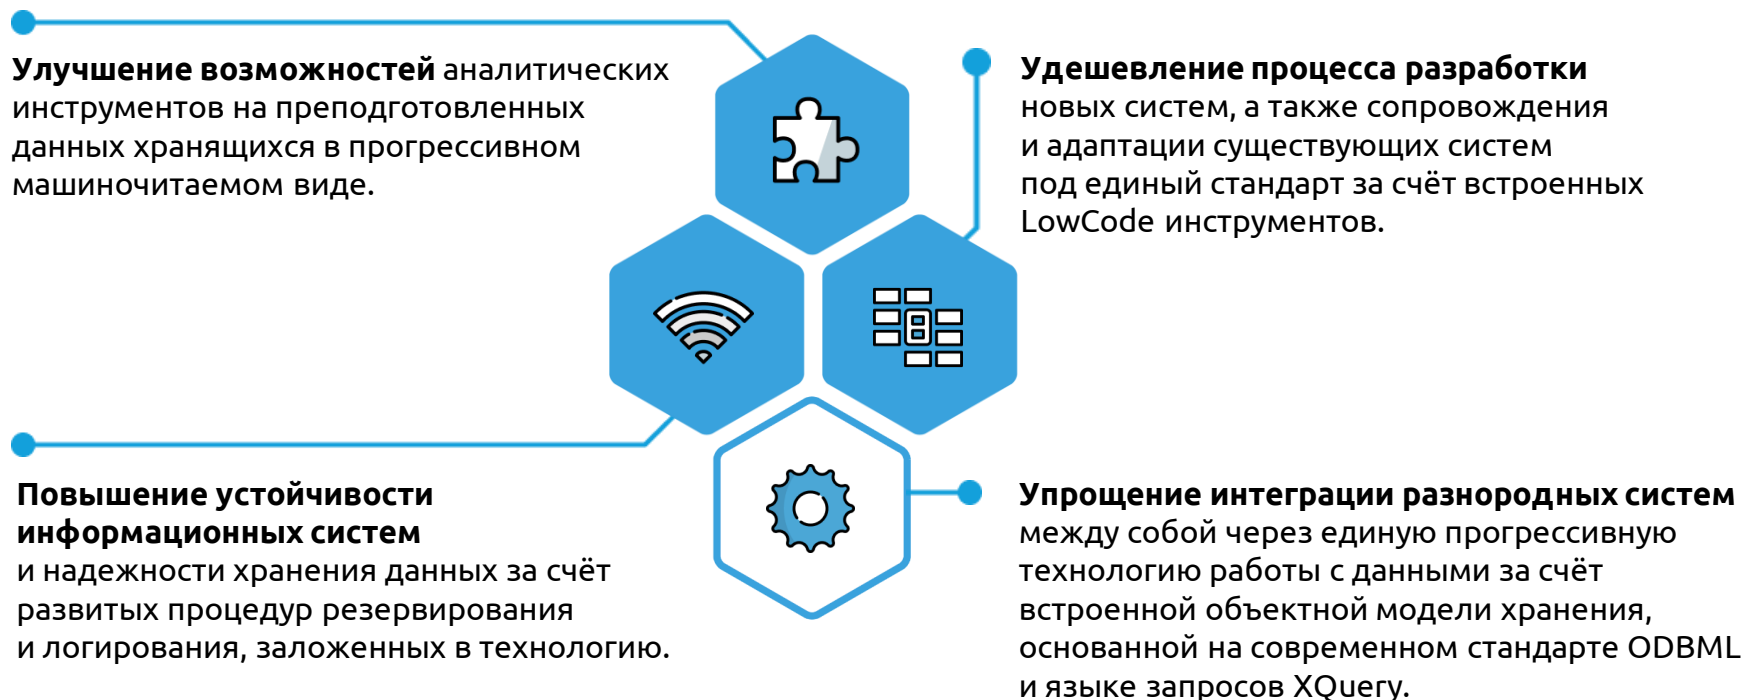 Улучшение возможностей аналитических
инструментов на преподготовленных
данных хранящихся в прогрессивном
машиночитаемом виде.
Удешевление процесса разработки
новых систем, а также сопровождения
и адаптации существующих систем
под единый стандарт за счёт встроенных
LowCode инструментов.
Повышение устойчивости
информационных систем
и надежности хранения данных за счёт
развитых процедур резервирования
и логирования, заложенных в технологию.
Упрощение интеграции разнородных систем
между собой через единую прогрессивную
технологию работы с данными за счёт
встроенной объектной модели хранения,
основанной на современном стандарте ODBML
и языке запросов XQuery.